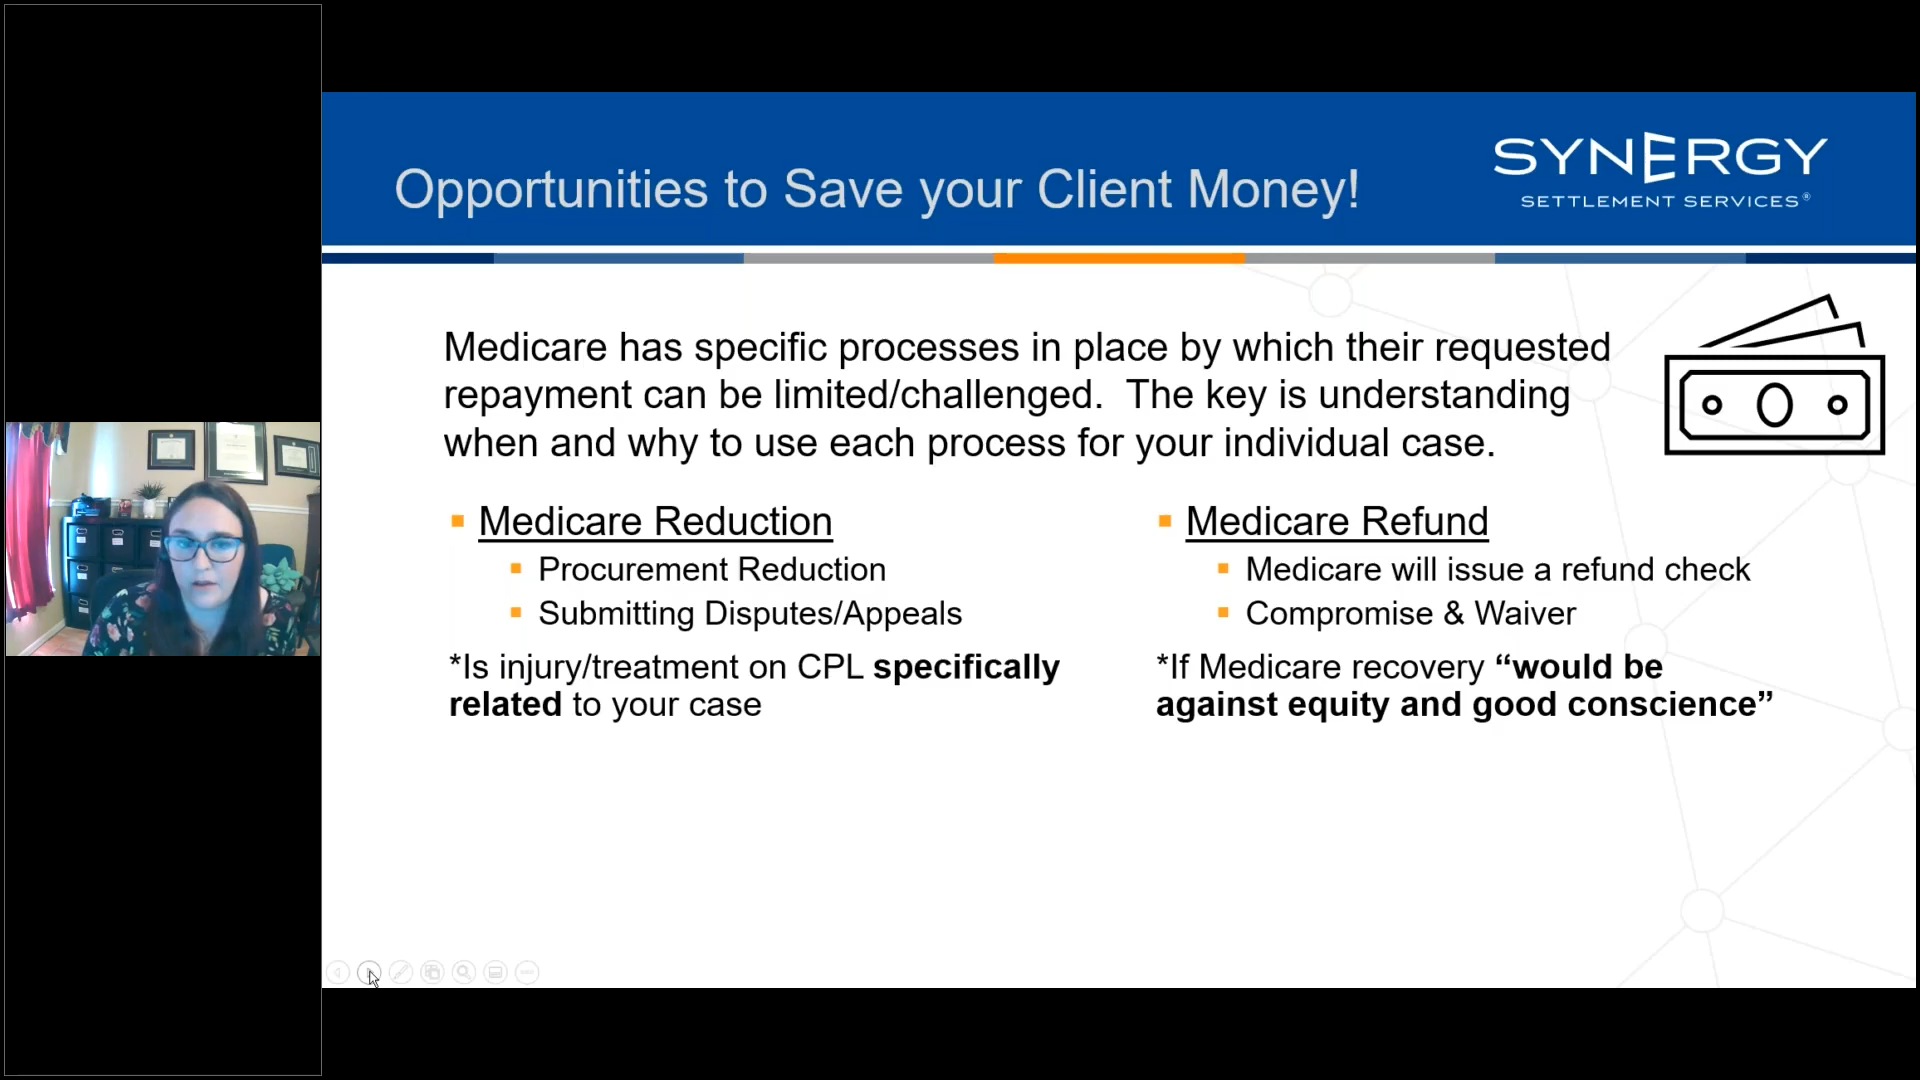 Opportunities to Save your Client Money!
SYNERGY
SETTLEMENT SERVICES®
Medicare has specific processes in place by which their requested
repayment can be limited/challenged.  The key is understanding
when and why to use each process for your individual case.
Medicare Reduction
Procurement Reduction
Submitting Disputes/Appeals
*Is injury/treatment on CPL specifically
related to your case
Medicare Refund
Medicare will issue a refund check
Compromise & Waiver
*If Medicare recovery “would be
against equity and good conscience”